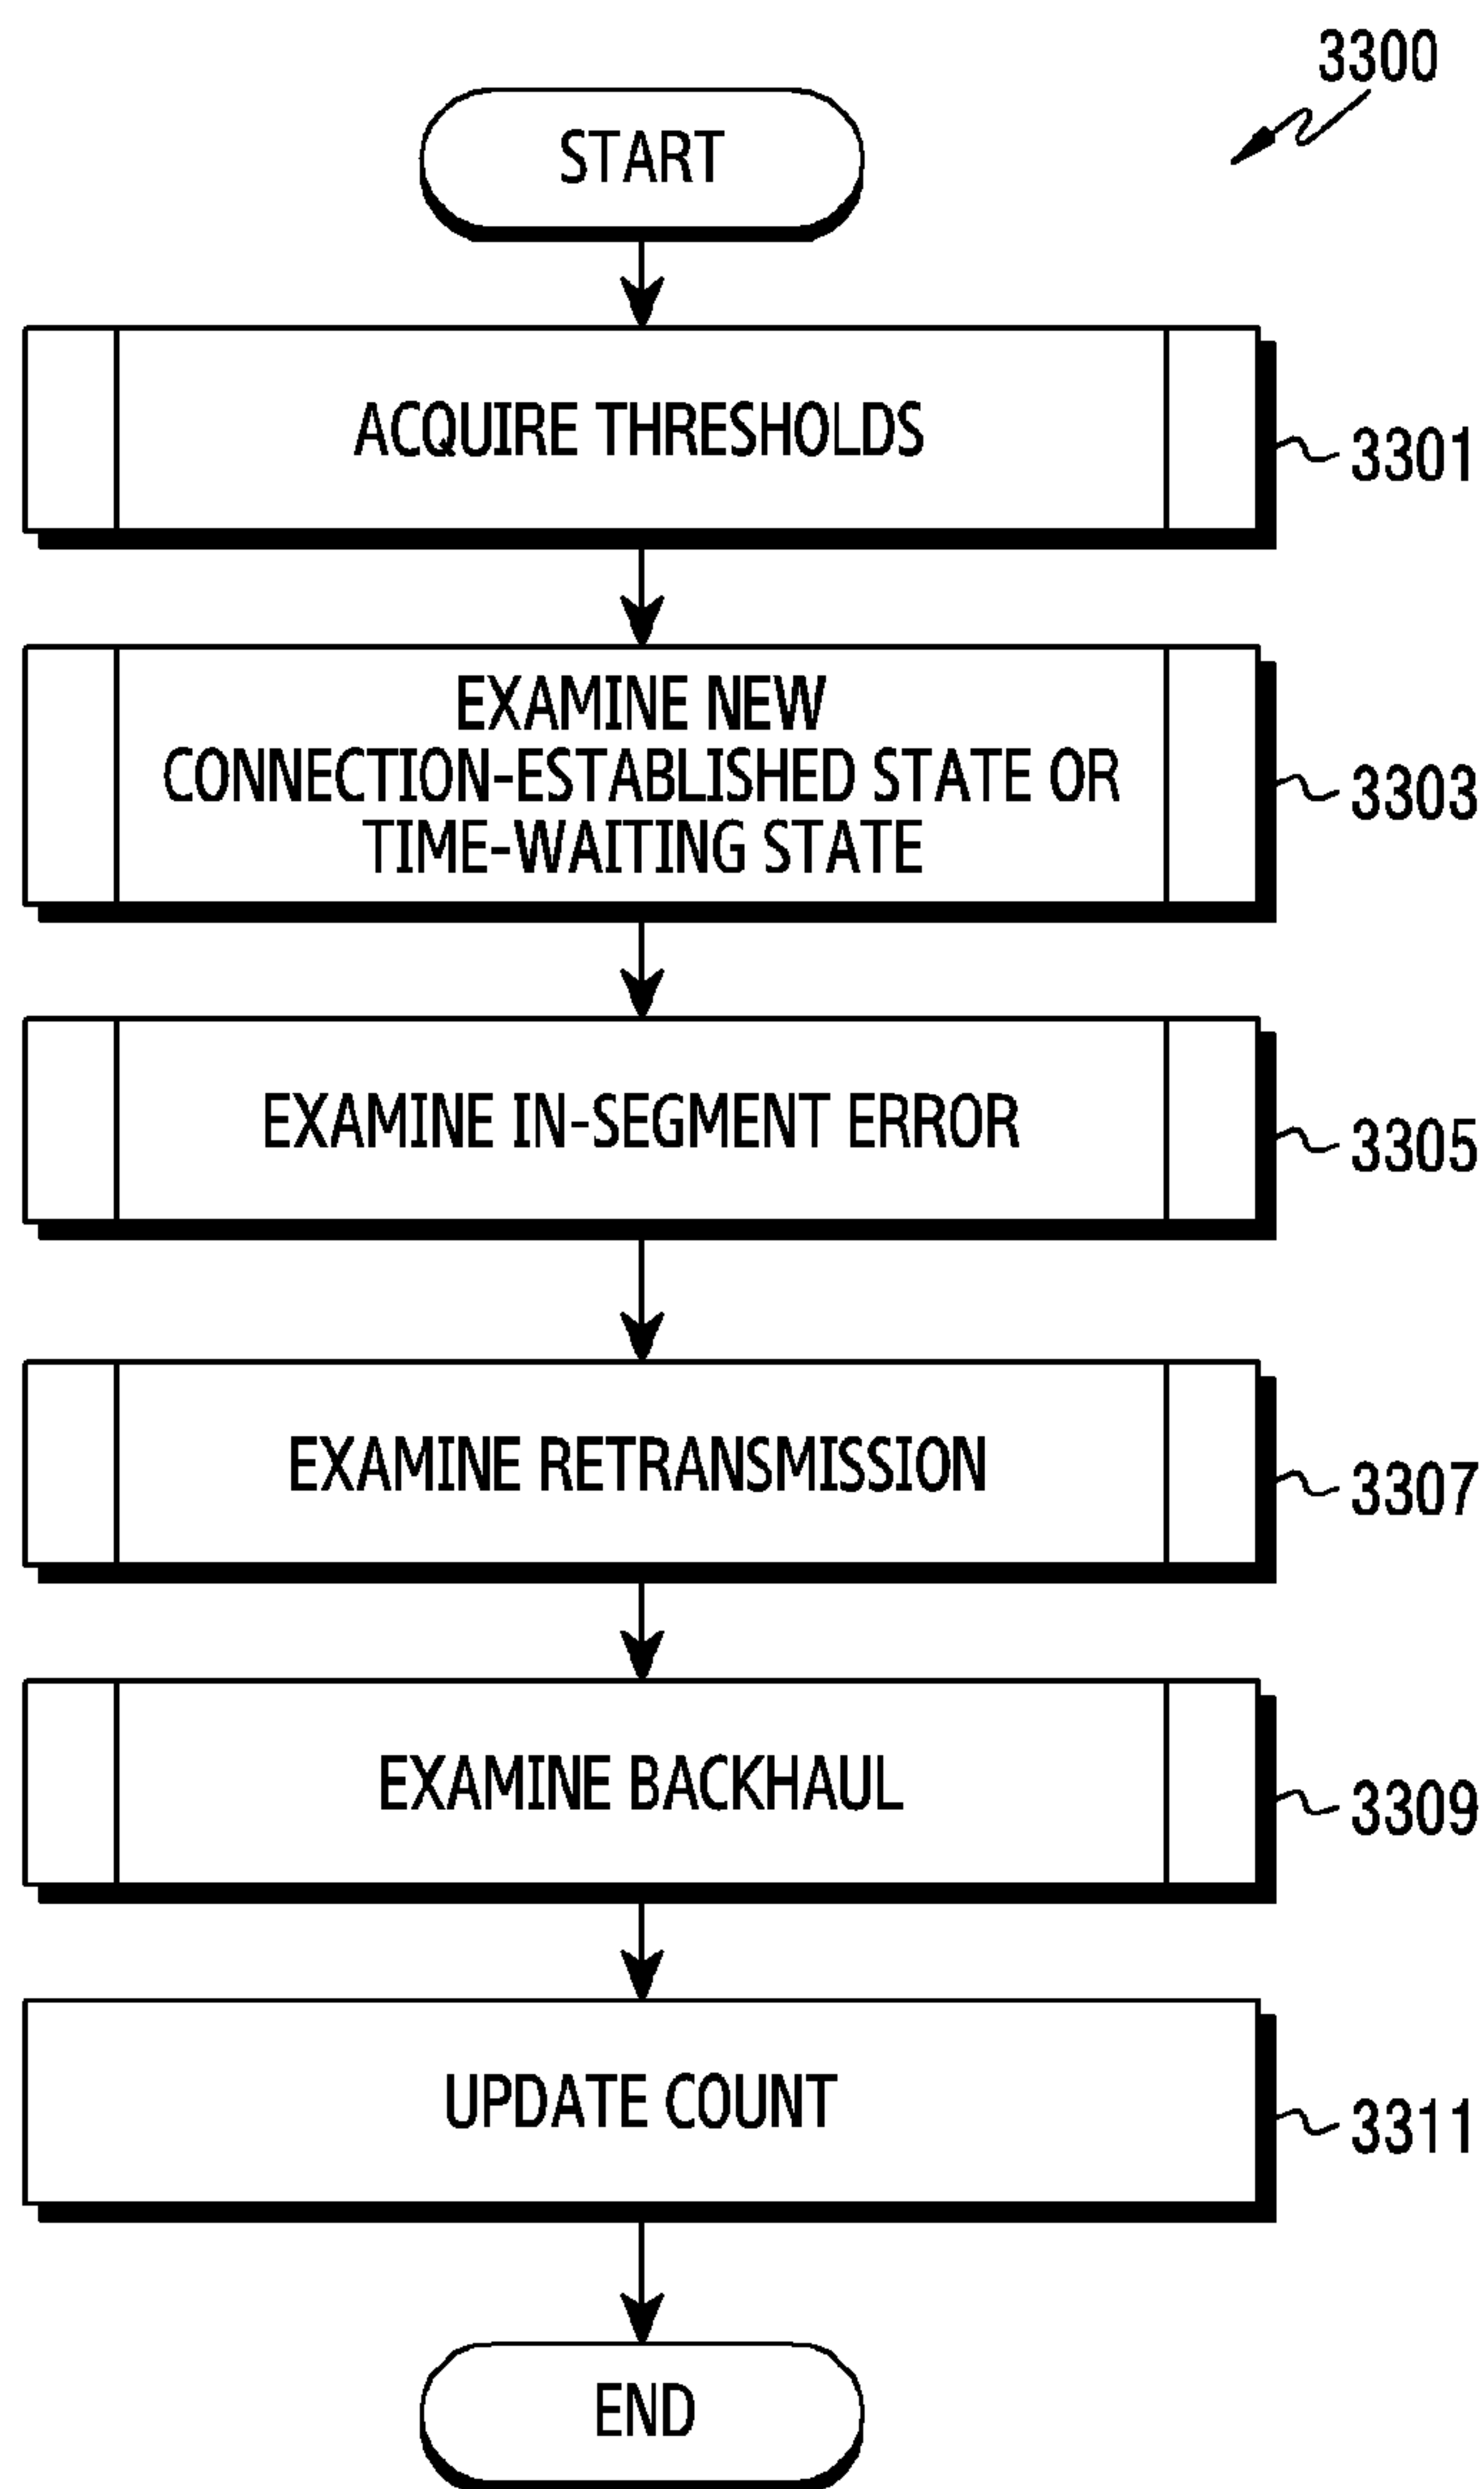 3300
START
ACQUIRE THRESHOLDS
3301
EXAMINE NEW
CONNECTION-ESTABLISHED STATE OR
TIME-WAITING STATE
3303
EXAMINE IN-SEGMENT ERROR
3305
EXAMINE RETRANSMISSION
3307
EXAMINE BACKHAUL
3309
UPDATE COUNT
3311
END